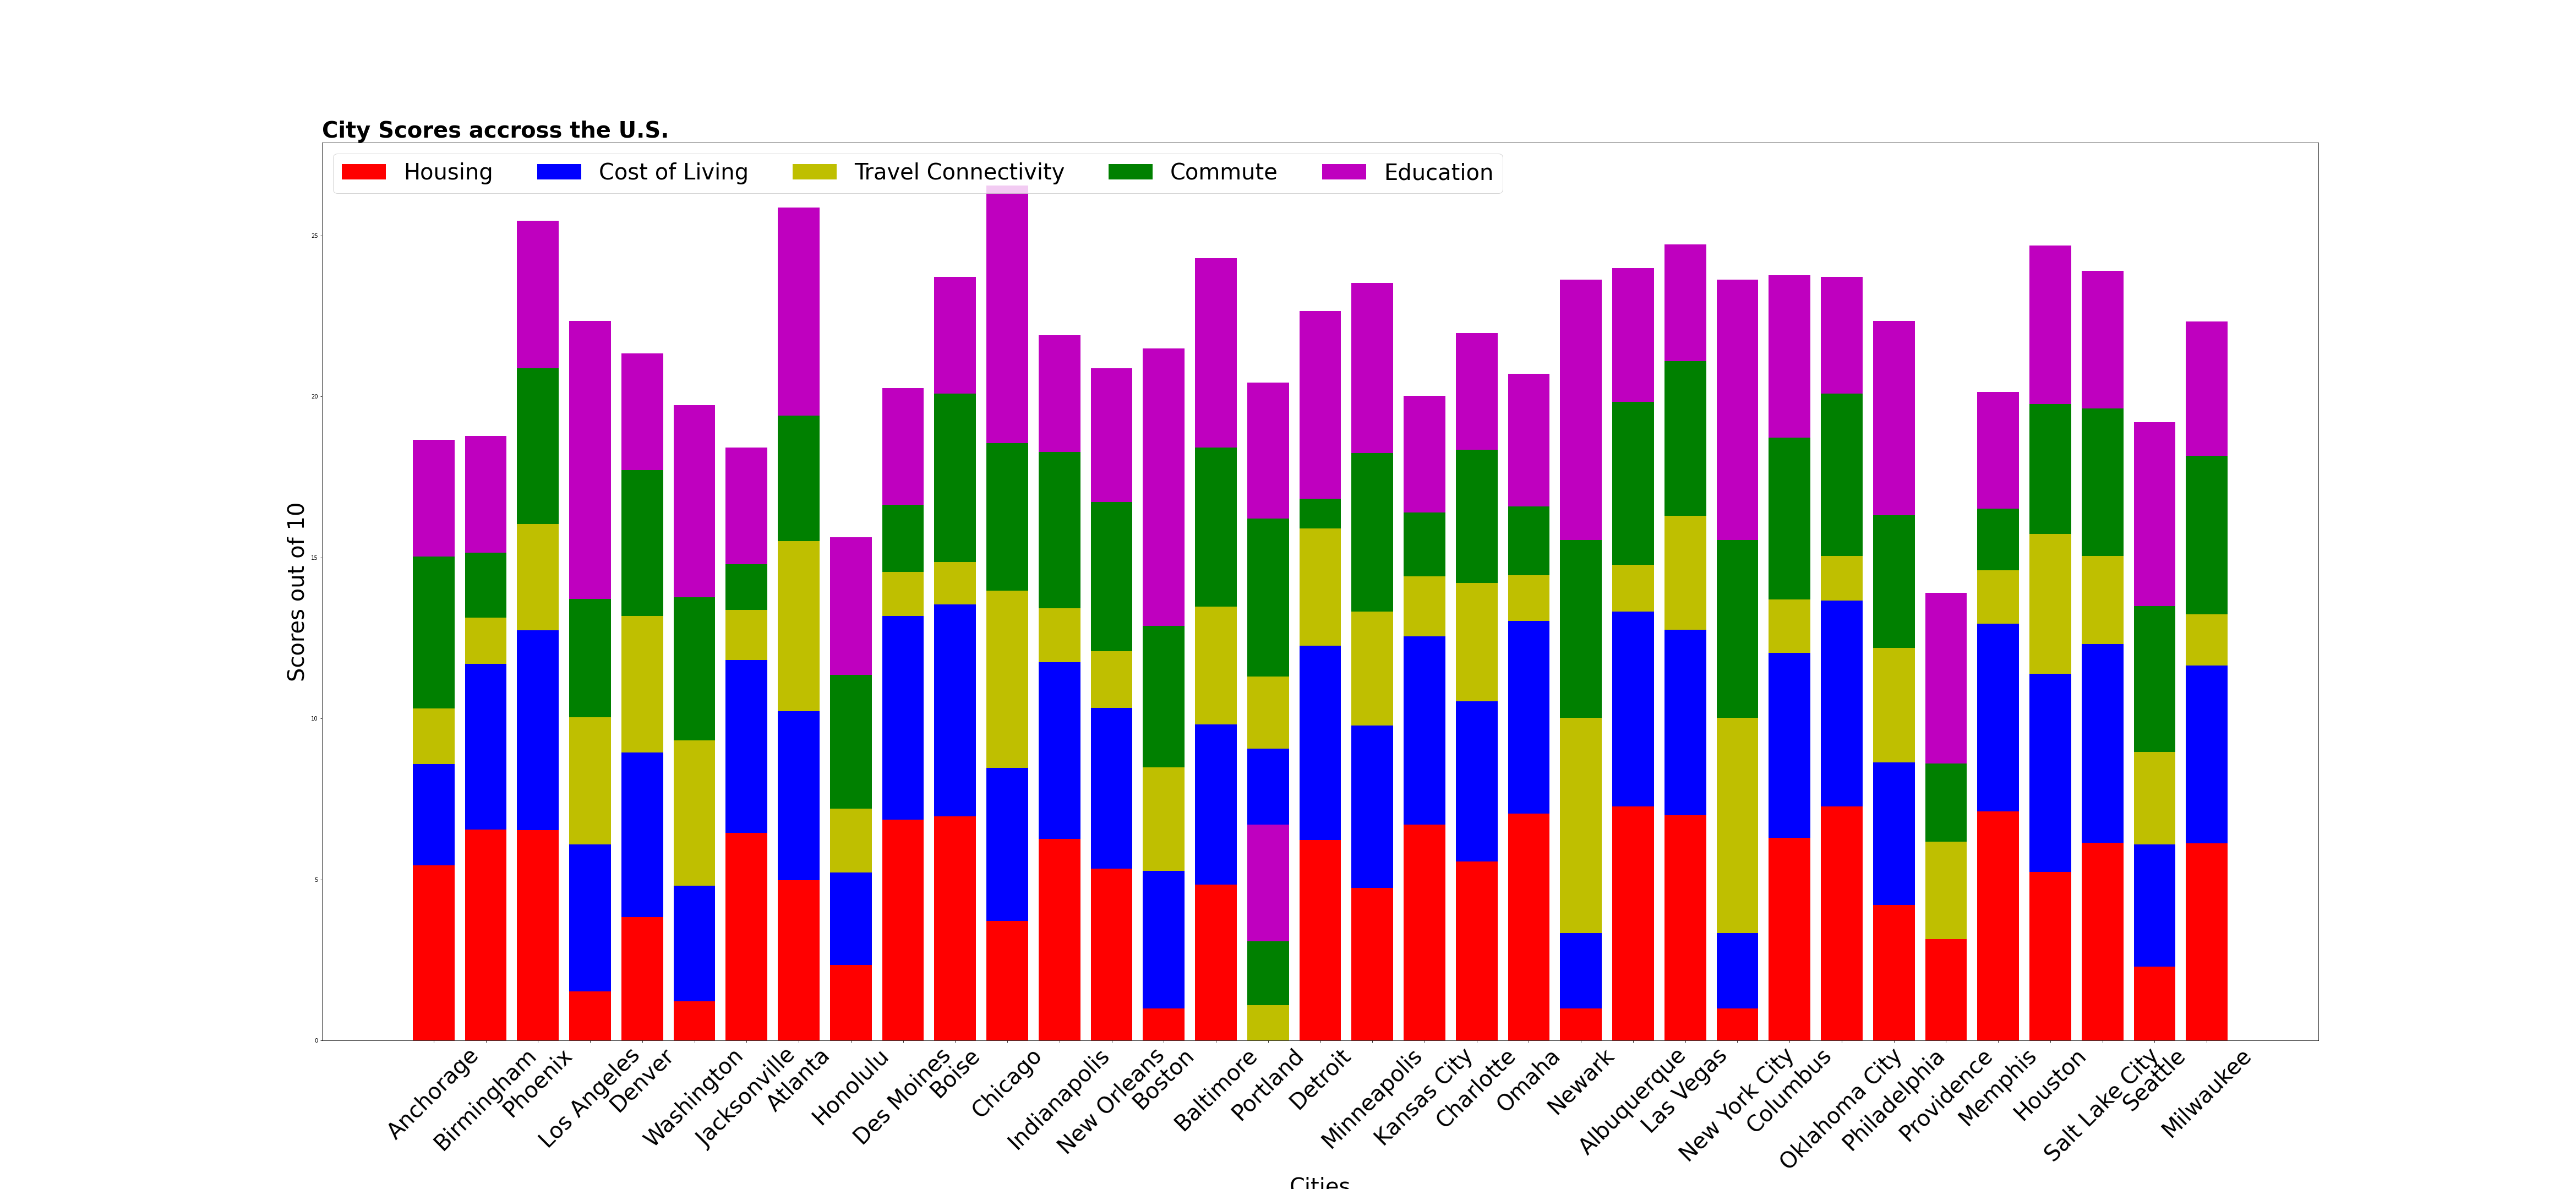 City Scores accross the U.S.
Housing Cost of Living Travel Connectivity Commute Education
25
20
15
10
5
0
Scores out of 10
Anchorage
Birmingham
Phoenix
Los Angeles
Denver
Washington
Jacksonville
Atlanta
Honolulu
Des Moines
Boise
Chicago
Indianapolis
New Orleans
Boston
Baltimore
Portland
Detroit
Minneapolis
Kansas City
Charlotte
Omaha
Newark
Albuquerque
Las Vegas
New York City
Columbus
Oklahoma City
Philadelphia
Providence
Memphis
Houston
Salt Lake City
Seattle
Milwaukee
Cities